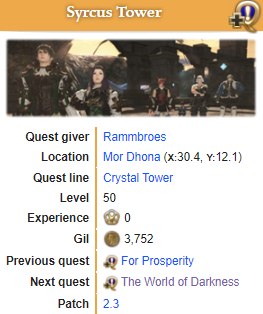 Syrcus Tower
Quest giver Rammbroes
Location Mor Dhona (X:30.4, Y:12.1)
Quest line Crystal Tower
Level 50
Experience 0
Gil 3,752
Previous quest For Prosperity
Next quest The World of Darkness
Patch 2.3